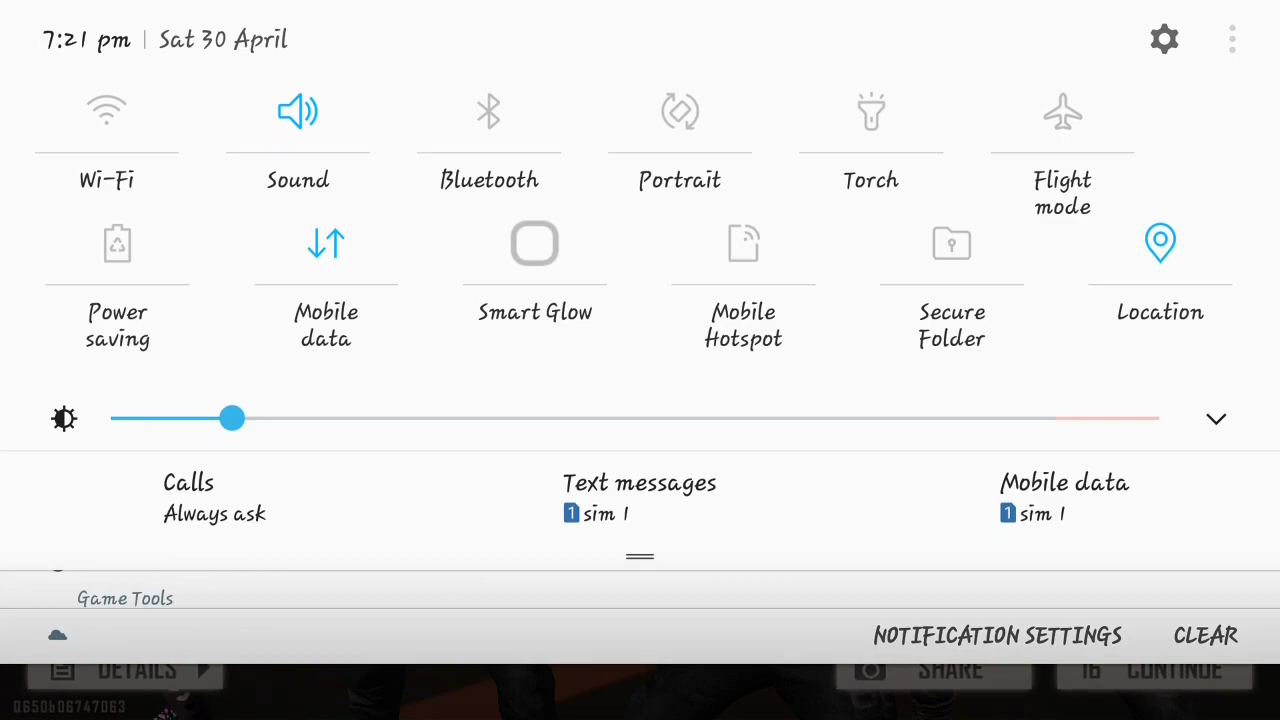 7:21 pm | Sat 30 April
Wi-Fi
Sound
Bluetooth
Portrait
Torch
Flight
mode
Power
saving
Mobile
data
Smart Glow
Mobile
Hotspot
Secure
Folder
Location
Calls
Always ask
Text messages
1 sim 1
Mobile data
1 sim 1
Game Tools
NOTIFICATION SETTINGS
CLEAR
DETAILS
SHARE
16 CONTINUE
0650b06747063